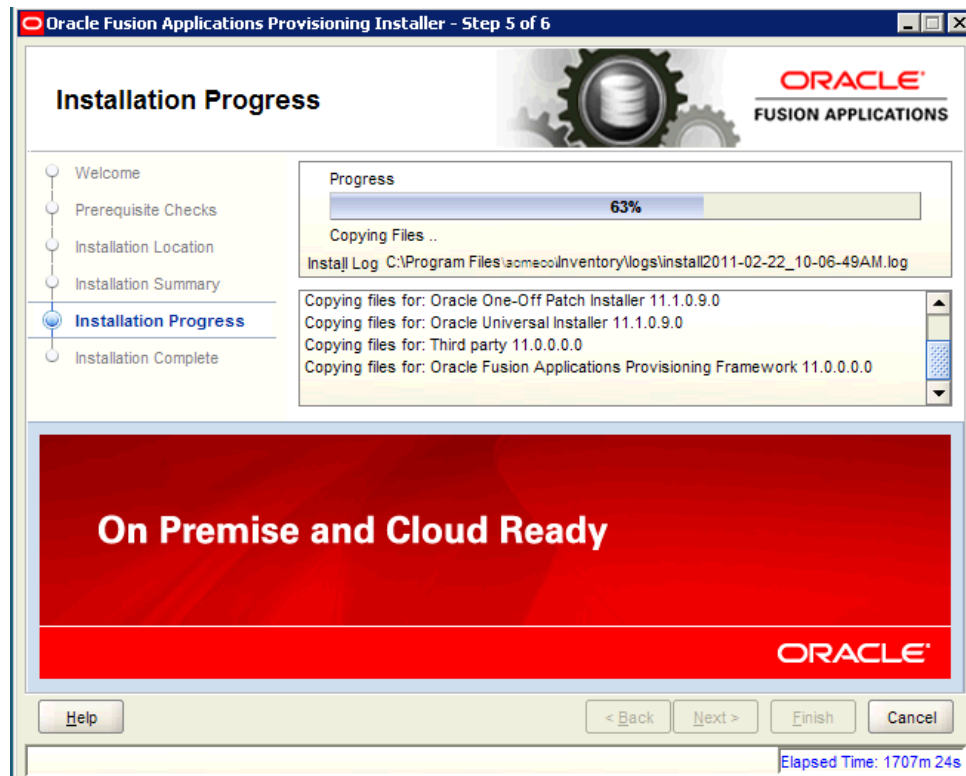 Oracle Fusion Applications Provisioning Installer - Step 5 of 6
Installation Progress
ORACLE
FUSION APPLICATIONS
Welcome
Prerequisite Checks
Installation Location
Installation Summary
Installation Progress
Installation Complete
Progress
63%
Copying Files ..
Install Log C:\Program Files\acmeco\Inventory\logs\install2011-02-22_10-06-49AM.log
Copying files for: Oracle One-Off Patch Installer 11.1.0.9.0
Copying files for: Oracle Universal Installer 11.1.0.9.0
Copying files for: Third party 11.0.0.0.0
Copying files for: Oracle Fusion Applications Provisioning Framework 11.0.0.0.0
On Premise and Cloud Ready
ORACLE
Help
< Back
Next >
Finish
Cancel
Elapsed Time: 1707m 24s